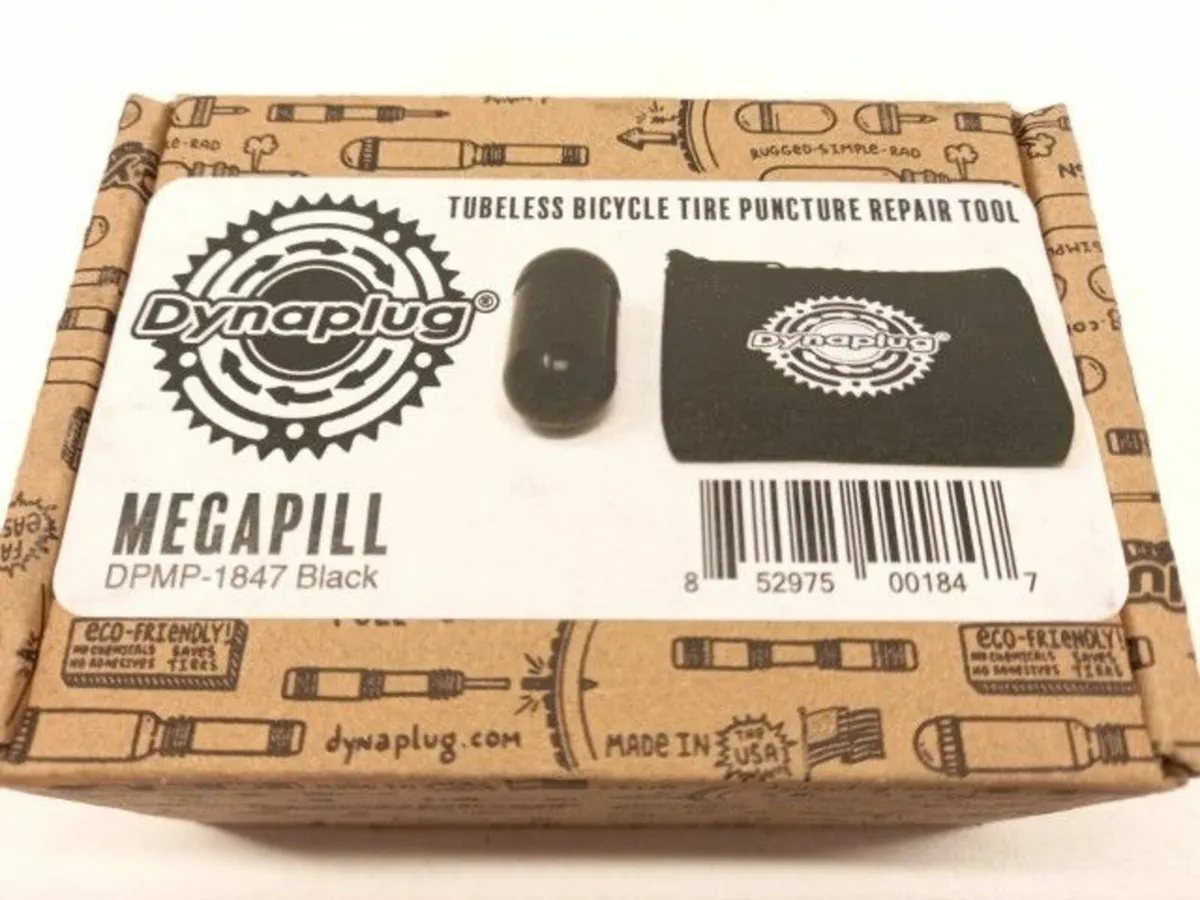 RUGGED-SIMPLE-RAD
TUBELESS BICYCLE TIRE PUNCTURE REPAIR TOOL
Dynaplug®
Dynaplug®
MEGAPILL
DPMP-1847 Black
8 52975 00184 7
ECO-FRIENDLY!
NO CHEMICALS SAVES
NO ADHESIVES TIRES
ECO-FRIENDLY!
NO CHEMICALS SAVES
NO ADHESIVES TIRES
dynaplug.com
MADE IN THE USA